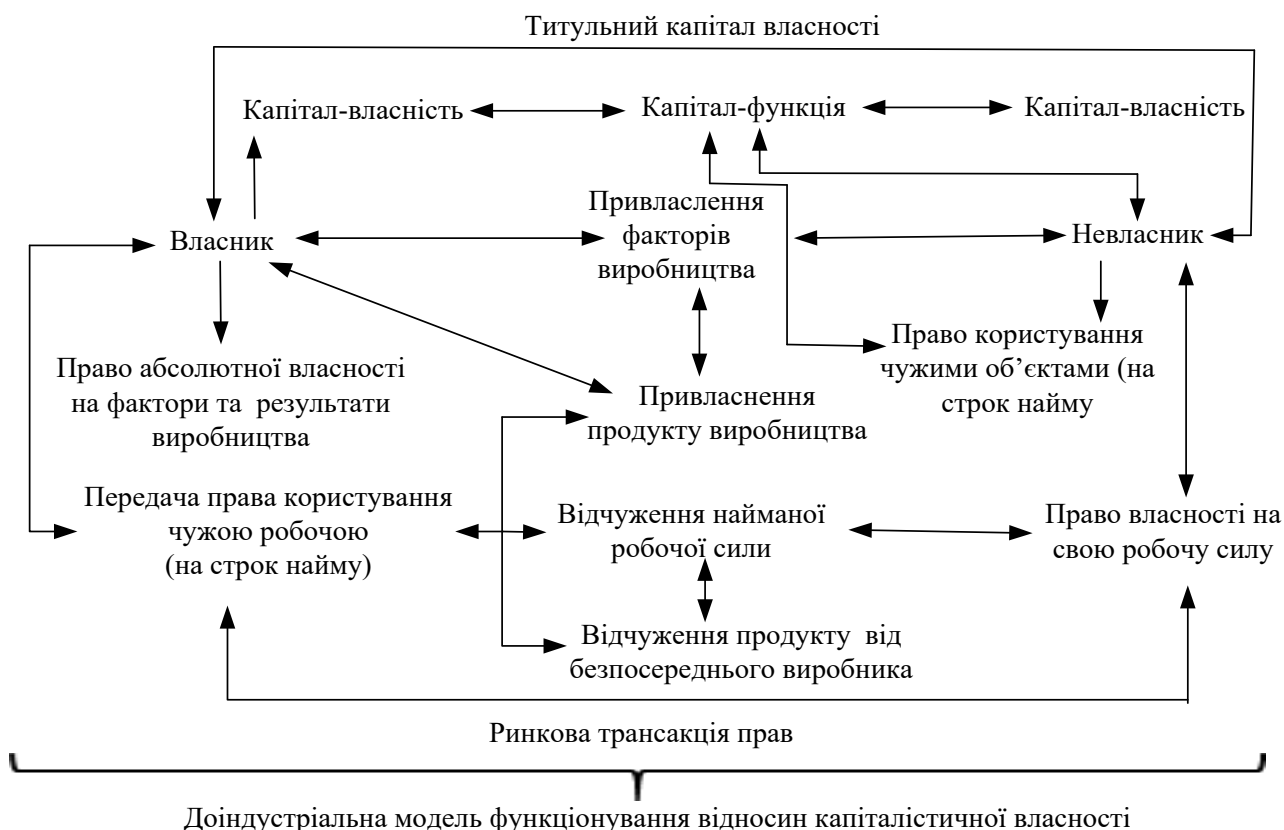 Титульний капітал власності
Капітал-власність
Капітал-функція
Капітал-власність
Власник
Привласлення
факторів
виробництва
Невласник
Право абсолютної власності
на фактори та результати
виробництва
Привласнення
продукту виробництва
Право користування
чужими об’єктами (на
строк найму
Передача права користування
чужою робочою
(на строк найму)
Відчуження найманої
робочої сили
Право власності на
свою робочу силу
Відчуження продукту від
безпосереднього виробника
Ринкова трансакція прав
Доіндустріальна модель функціонування відносин капіталістичної власності